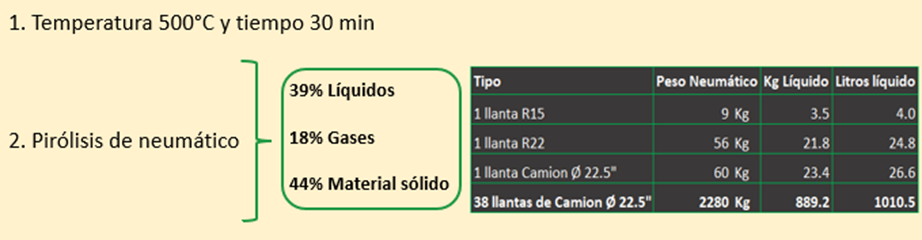 1. Temperatura 500°C y tiempo 30 min
2. Pirólisis de neumático
39% Líquidos
18% Gases
44% Material sólido
Tipo Peso Neumático Kg Líquido Litros líquido
1 llanta R15 9 Kg 3.5 4.0
1 llanta R22 56 Kg 21.8 24.8
1 llanta Camion Ø 22.5" 60 Kg 23.4 26.6
38 llantas de Camion Ø 22.5" 2280 Kg 889.2 1010.5